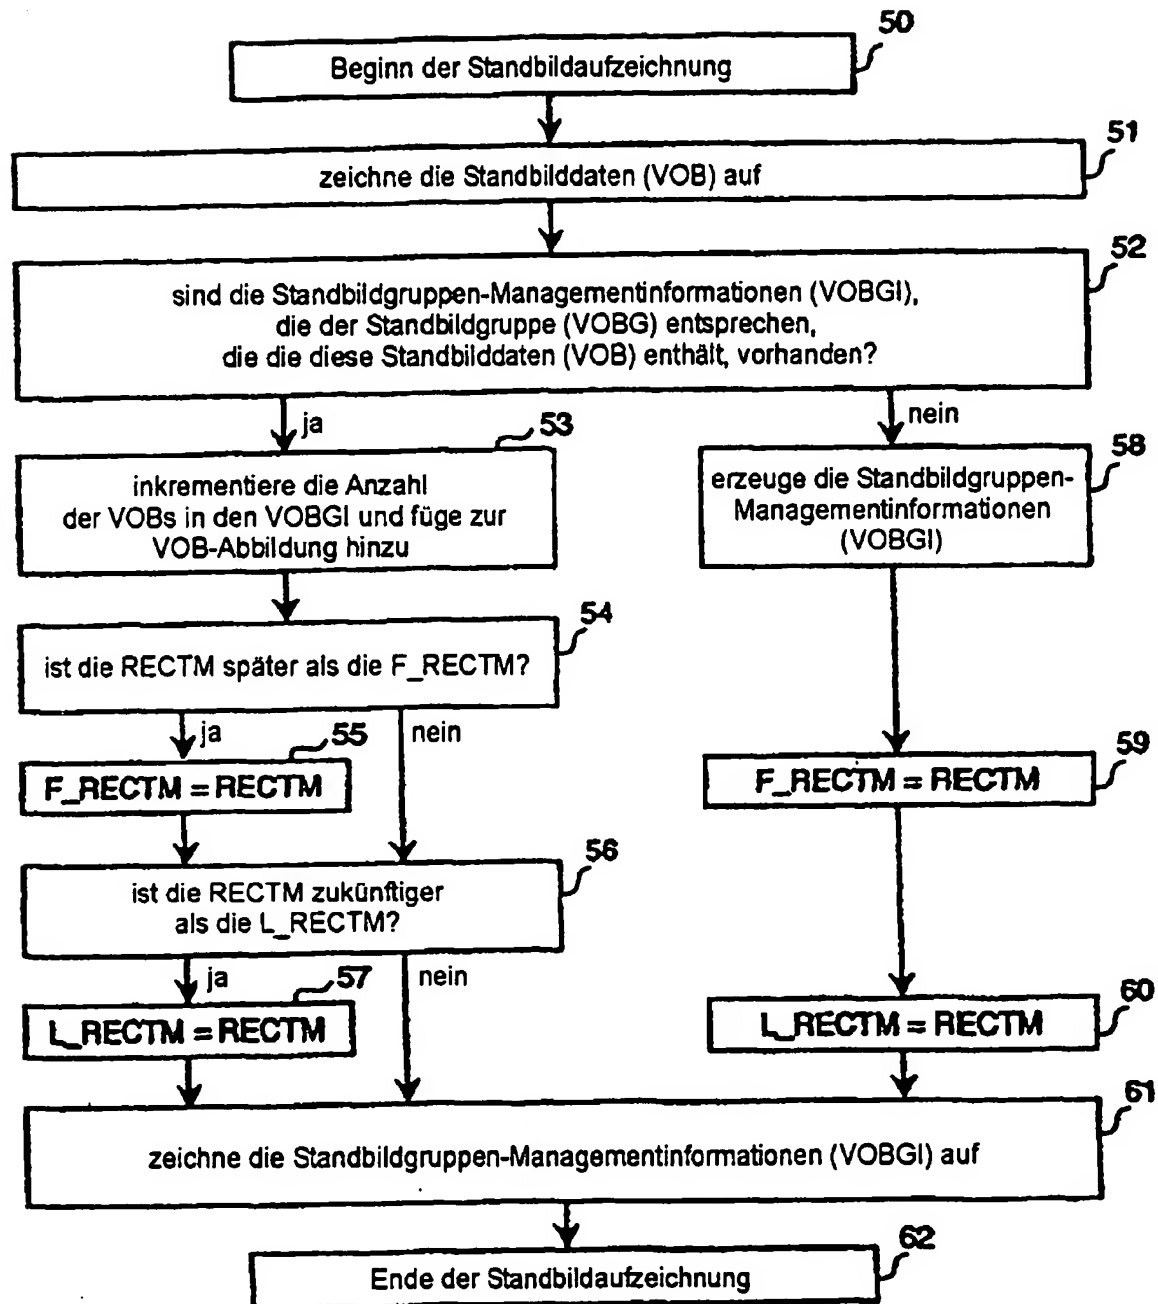 50
Beginn der Standbildaufzeichnung
51
zeichne die Standbilddaten (VOB) auf
52
sind die Standbildgruppen-Managementinformationen (VOBGI),
die der Standbildgruppe (VOBG) entsprechen,
die die diese Standbilddaten (VOB) enthält, vorhanden?
ja
nein
53
inkrementiere die Anzahl
der VOBs in den VOBGI und füge zur
VOB-Abbildung hinzu
58
erzeuge die Standbildgruppen-
Managementinformationen
(VOBGI)
54
ist die RECTM später als die F_RECTM?
ja
nein
55
F_RECTM = RECTM
59
F_RECTM = RECTM
56
ist die RECTM zukünftiger
als die L_RECTM?
ja
nein
57
L_RECTM = RECTM
60
L_RECTM = RECTM
61
zeichne die Standbildgruppen-Managementinformationen (VOBGI) auf
62
Ende der Standbildaufzeichnung